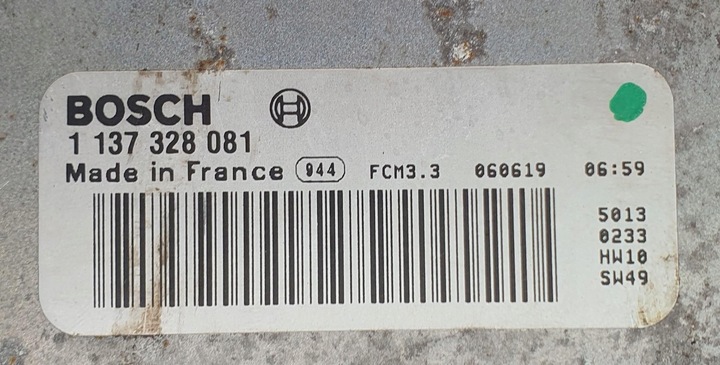 BOSCH
1 137 328 081
Made in France 944 FCM3.3 060619 06:59
5013
0233
HW10
SW49